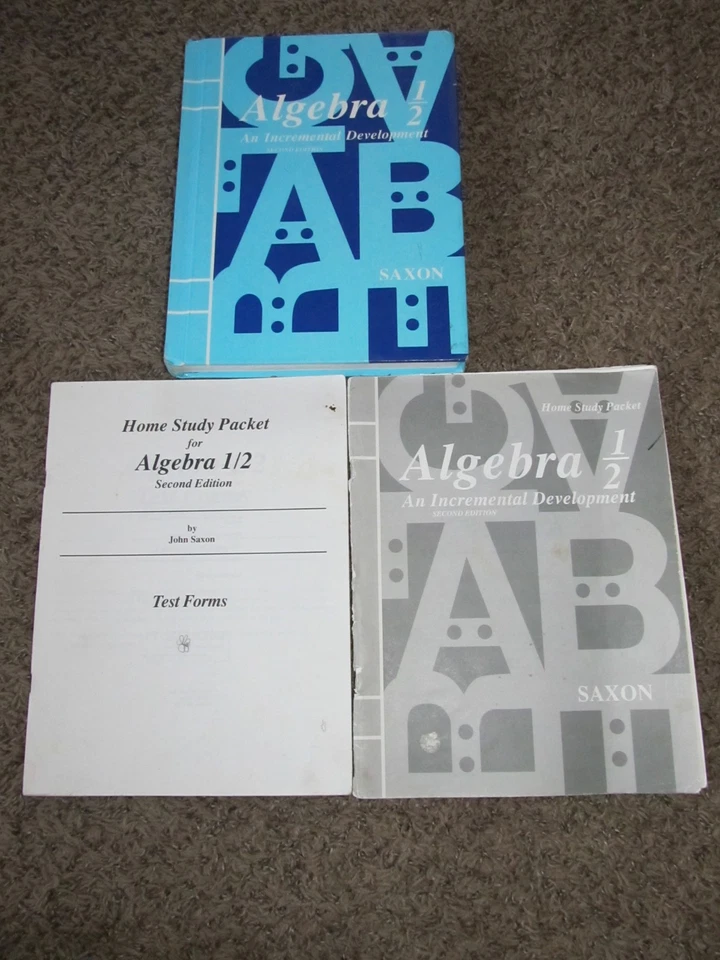 Algebra 1/2
An Incremental Development
SECOND EDITION
SAXON
Home Study Packet
for
Algebra 1/2
Second Edition
by
John Saxon
Test Forms
Home Study Packet
Algebra 1/2
An Incremental Development
SECOND EDITION
SAXON